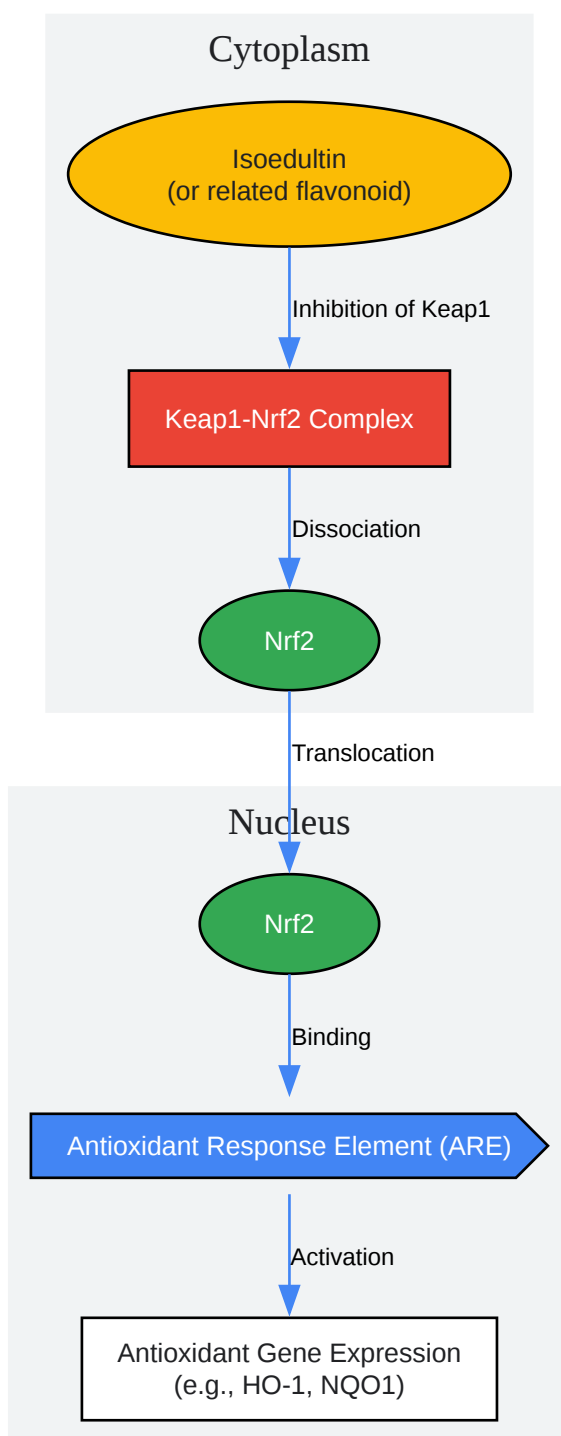 Cytoplasm
Isoedultin
(or related flavonoid)
Inhibition of Keap1
Keap1-Nrf2 Complex
Dissociation
Nrf2
Translocation
Nucleus
Nrf2
Binding
Antioxidant Response Element (ARE)
Activation
Antioxidant Gene Expression
(e.g., HO-1, NQO1)